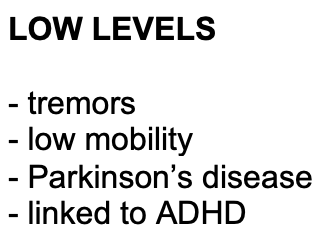 LOW LEVELS
- tremors
- low mobility
- Parkinson’s disease
- linked to ADHD